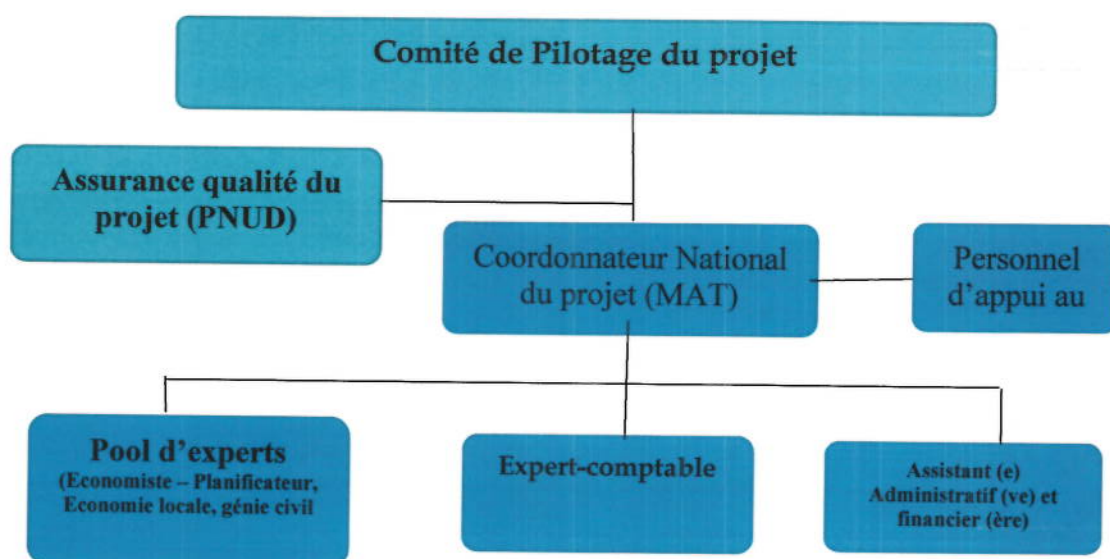 Comité de Pilotage du projet
Assurance qualité du
projet (PNUD)
Coordonnateur National
du projet (MAT)
Personnel
d'appui au
Pool d'experts
(Economiste – Planificateur,
Economie locale, génie civil
Expert-comptable
Assistant (e)
Administratif (ve) et
financier (ère)